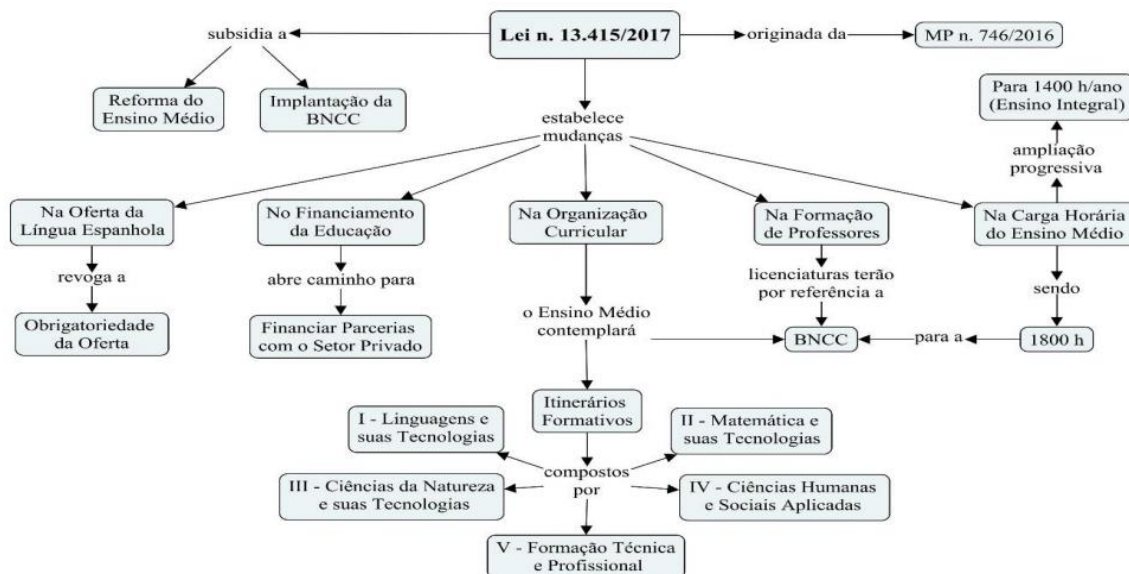 Lei n. 13.415/2017
subsidia a
originada da
MP n. 746/2016
Reforma do
Ensino Médio
Implantação da
BNCC
Para 1400 h/ano
(Ensino Integral)
estabelece
mudanças
ampliação
progressiva
Na Oferta da
Língua Espanhola
No Financiamento
da Educação
Na Organização
Curricular
Na Formação
de Professores
Na Carga Horária
do Ensino Médio
revoga a
abre caminho para
licenciaturas terão
por referência a
sendo
Obrigatoriedade
da Oferta
Financiar Parcerias
com o Setor Privado
o Ensino Médio
contemplará
BNCC
para a
1800 h
Itinerários
Formativos
I - Linguagens e
suas Tecnologias
II - Matemática e
suas Tecnologias
compostos
por
III - Ciências da Natureza
e suas Tecnologias
IV - Ciências Humanas
e Sociais Aplicadas
V - Formação Técnica
e Profissional